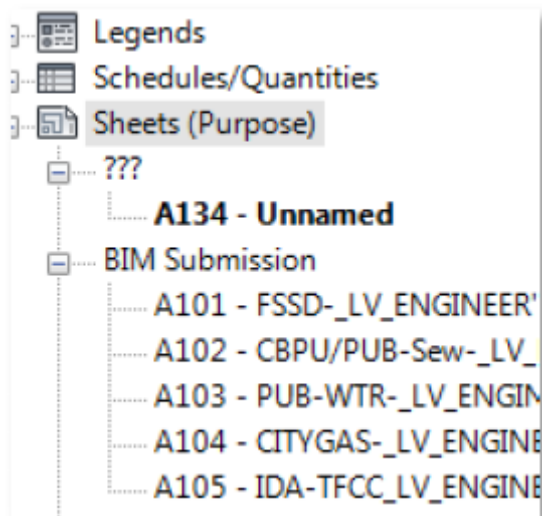 Legends
Schedules/Quantities
Sheets (Purpose)
???
A134 - Unnamed
BIM Submission
A101 - FSSD-_LV_ENGINEER'
A102 - CBPU/PUB-Sew-_LV_
A103 - PUB-WTR-_LV_ENGIN
A104 - CITYGAS-_LV_ENGINE
A105 - IDA-TFCC_LV_ENGINE